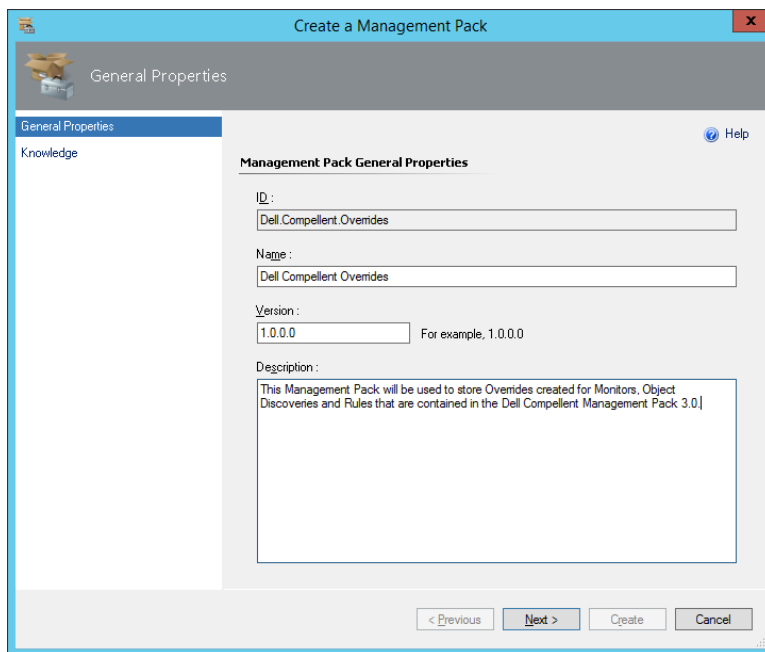 Create a Management Pack
x
General Properties
General Properties
Knowledge
Help
Management Pack General Properties
ID :
Dell.Compellent.Overrides
Name :
Dell Compellent Overrides
Version :
1.0.0.0
For example, 1.0.0.0
Description :
This Management Pack will be used to store Overrides created for Monitors, Object
Discoveries and Rules that are contained in the Dell Compellent Management Pack 3.0.
< Previous
Next >
Create
Cancel